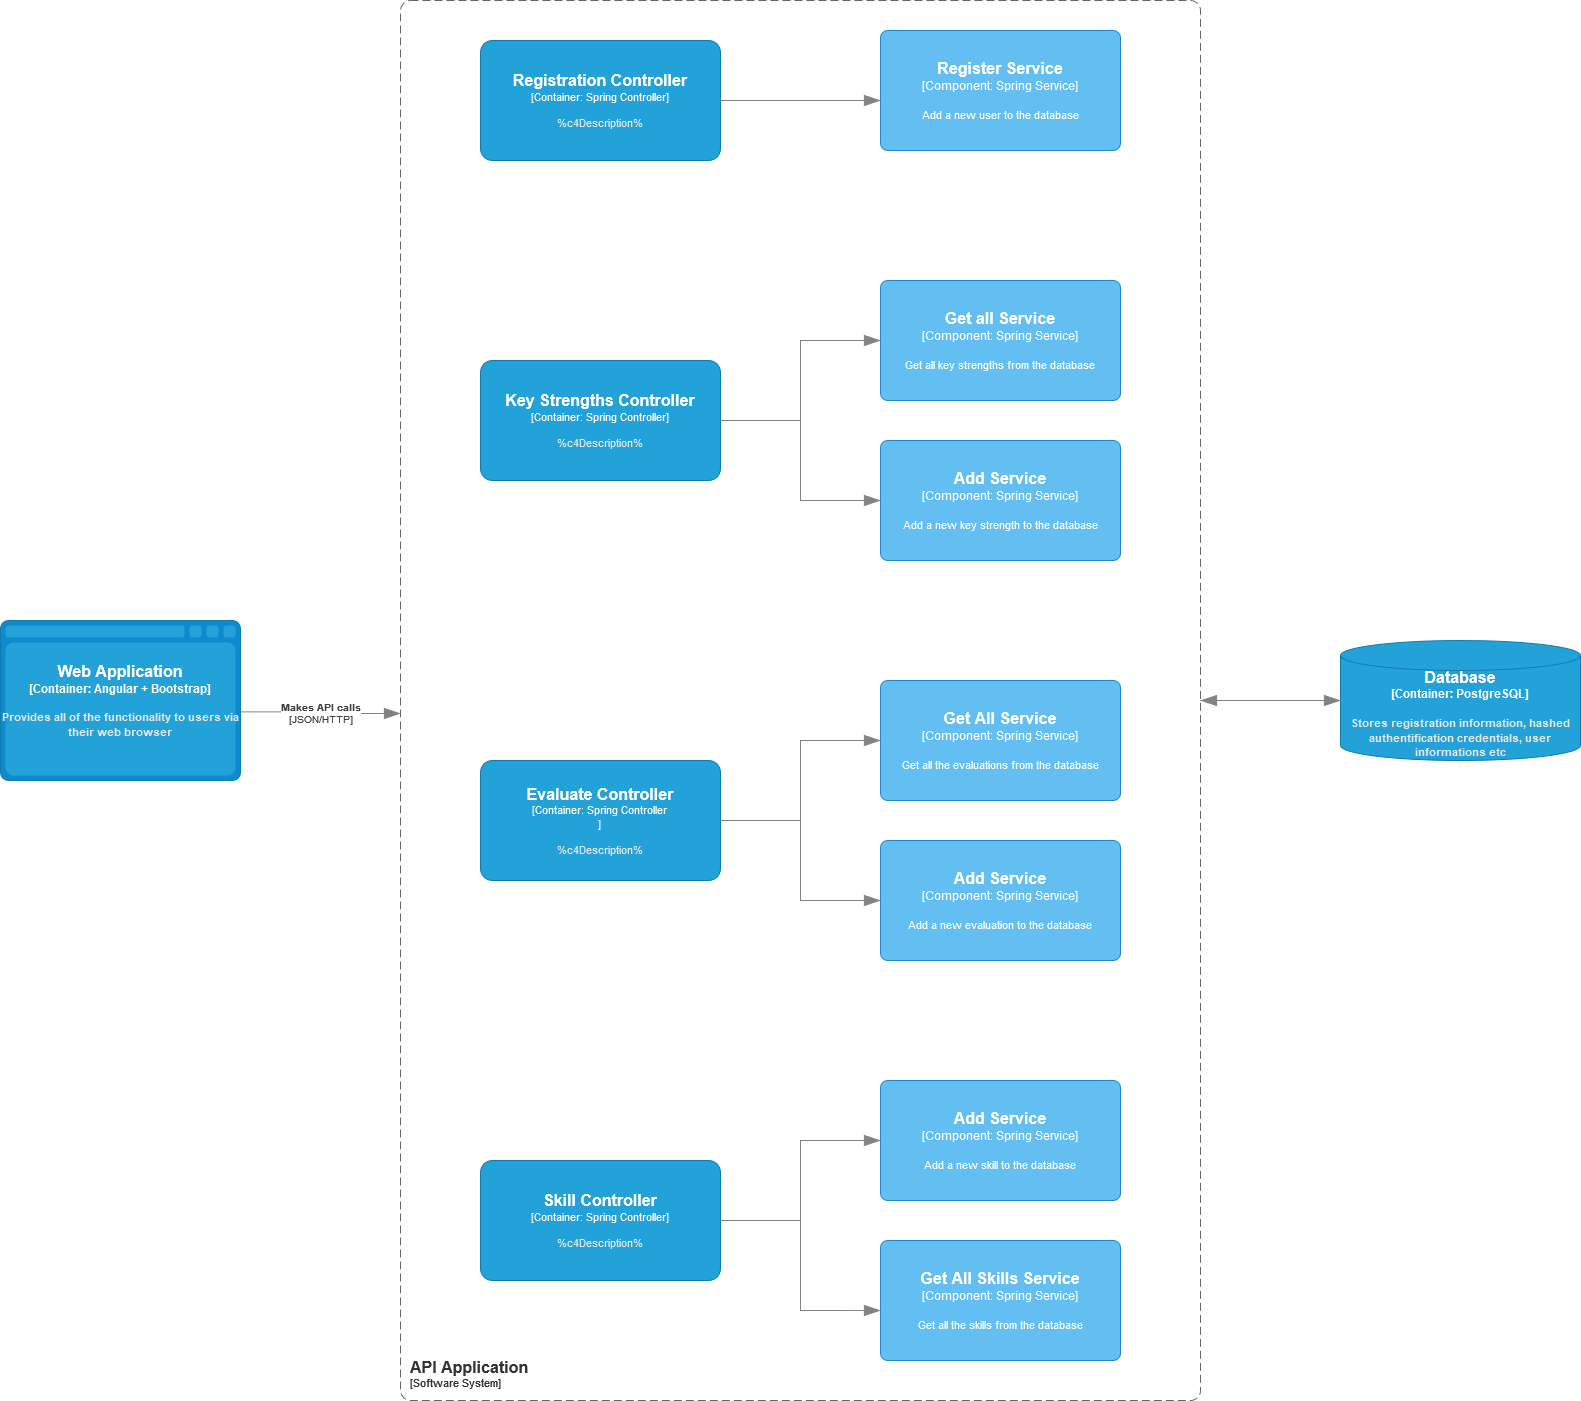 Registration Controller
[Container: Spring Controller]
%c4Description%
Register Service
[Component: Spring Service]
Add a new user to the database
Key Strengths Controller
[Container: Spring Controller]
%c4Description%
Get all Service
[Component: Spring Service]
Get all key strengths from the database
Add Service
[Component: Spring Service]
Add a new key strength to the database
Web Application
[Container: Angular + Bootstrap]
Provides all of the functionality to users via
their web browser
Makes API calls
[JSON/HTTP]
Evaluate Controller
[Container: Spring Controller
]
%c4Description%
Get All Service
[Component: Spring Service]
Get all the evaluations from the database
Add Service
[Component: Spring Service]
Add a new evaluation to the database
Database
[Container: PostgreSQL]
Stores registration information, hashed
authentification credentials, user
informations etc
Skill Controller
[Container: Spring Controller]
%c4Description%
Add Service
[Component: Spring Service]
Add a new skill to the database
Get All Skills Service
[Component: Spring Service]
Get all the skills from the database
API Application
[Software System]